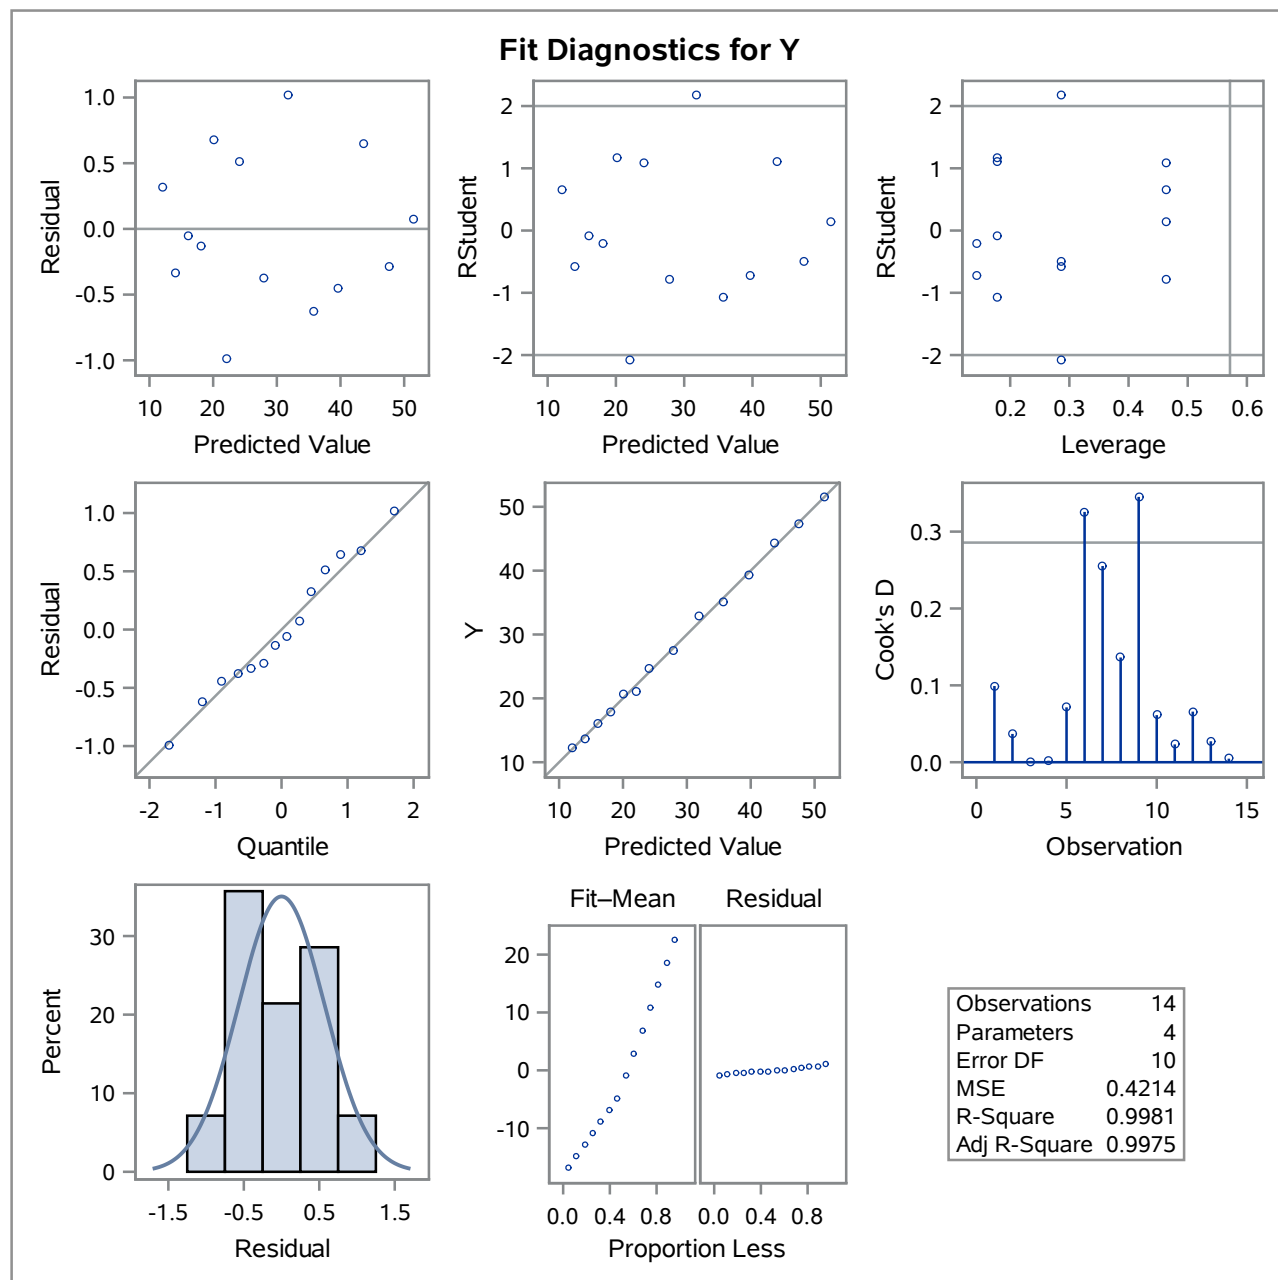 Fit Diagnostics for Y
1.0
0.5
0.0
-0.5
-1.0
Residual
10 20 30 40 50
Predicted Value
2
1
0
-1
-2
RStudent
10 20 30 40 50
Predicted Value
2
1
0
-1
-2
RStudent
0.2 0.3 0.4 0.5 0.6
Leverage
1.0
0.5
0.0
-0.5
-1.0
Residual
-2 -1 0 1 2
Quantile
50
40
30
20
10
Y
10 20 30 40 50
Predicted Value
0.3
0.2
0.1
0.0
Cook's D
0 5 10 15
Observation
30
20
10
0
Percent
-1.5 -0.5 0.5 1.5
Residual
Fit–Mean Residual
20
10
0
-10
0.0 0.4 0.8 0.0 0.4 0.8
Proportion Less
Observations 14
Parameters 4
Error DF 10
MSE 0.4214
R-Square 0.9981
Adj R-Square 0.9975